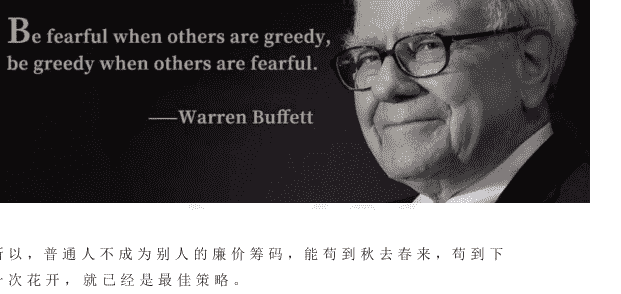 Be fearful when others are greedy,
be greedy when others are fearful.
——Warren Buffett
所以，普通人不成为别人的廉价筹码，能苟到秋去春来，苟到下
一次花开，就已经是最佳策略。